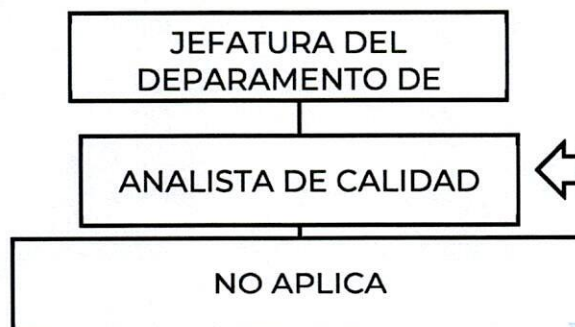 JEFATURA DEL
DEPARAMENTO DE
ANALISTA DE CALIDAD
NO APLICA